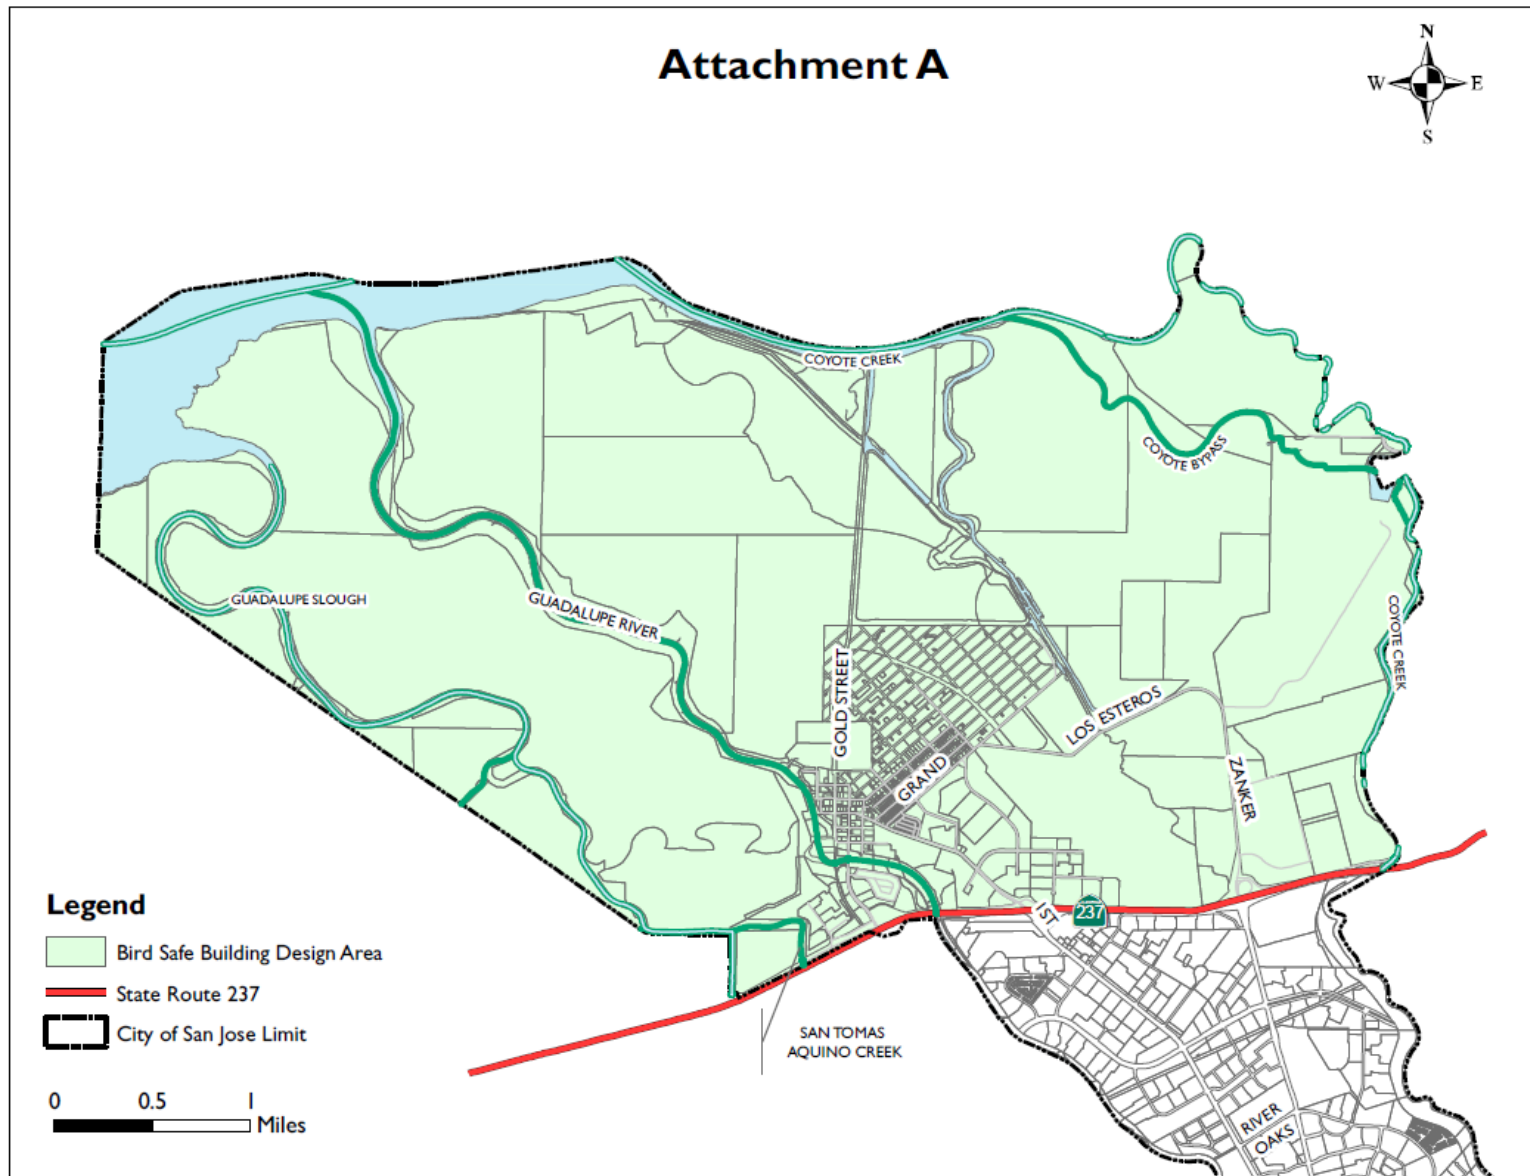 Attachment A
N
W E
S
COYOTE CREEK
COYOTE BYPASS
GUADALUPE SLOUGH
GUADALUPE RIVER
COYOTE CREEK
GOLD STREET
LOS ESTEROS
GRAND
ZANKER
1ST
237
Legend
Bird Safe Building Design Area
State Route 237
City of San Jose Limit
SAN TOMAS
AQUINO CREEK
0 0.5 1
Miles
RIVER
OAKS